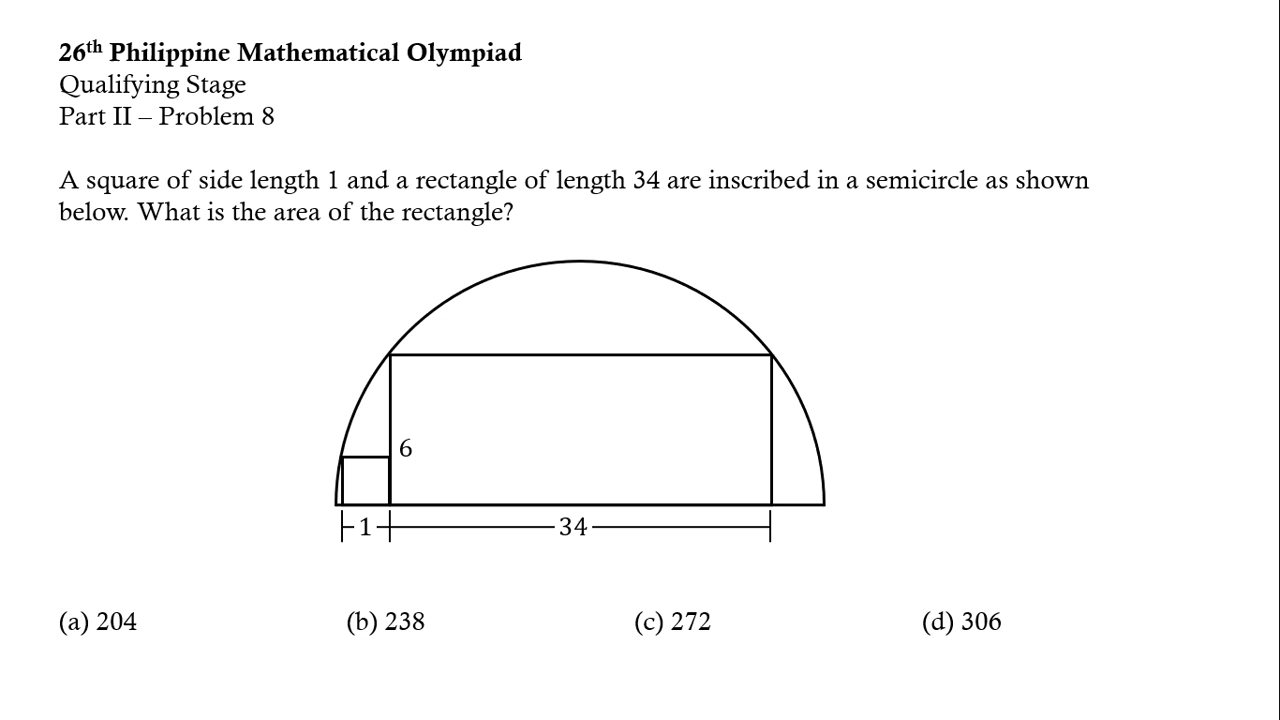 26th Philippine Mathematical Olympiad
Qualifying Stage
Part II – Problem 8
A square of side length 1 and a rectangle of length 34 are inscribed in a semicircle as shown
below. What is the area of the rectangle?
6
1 34
(a) 204 (b) 238 (c) 272 (d) 306